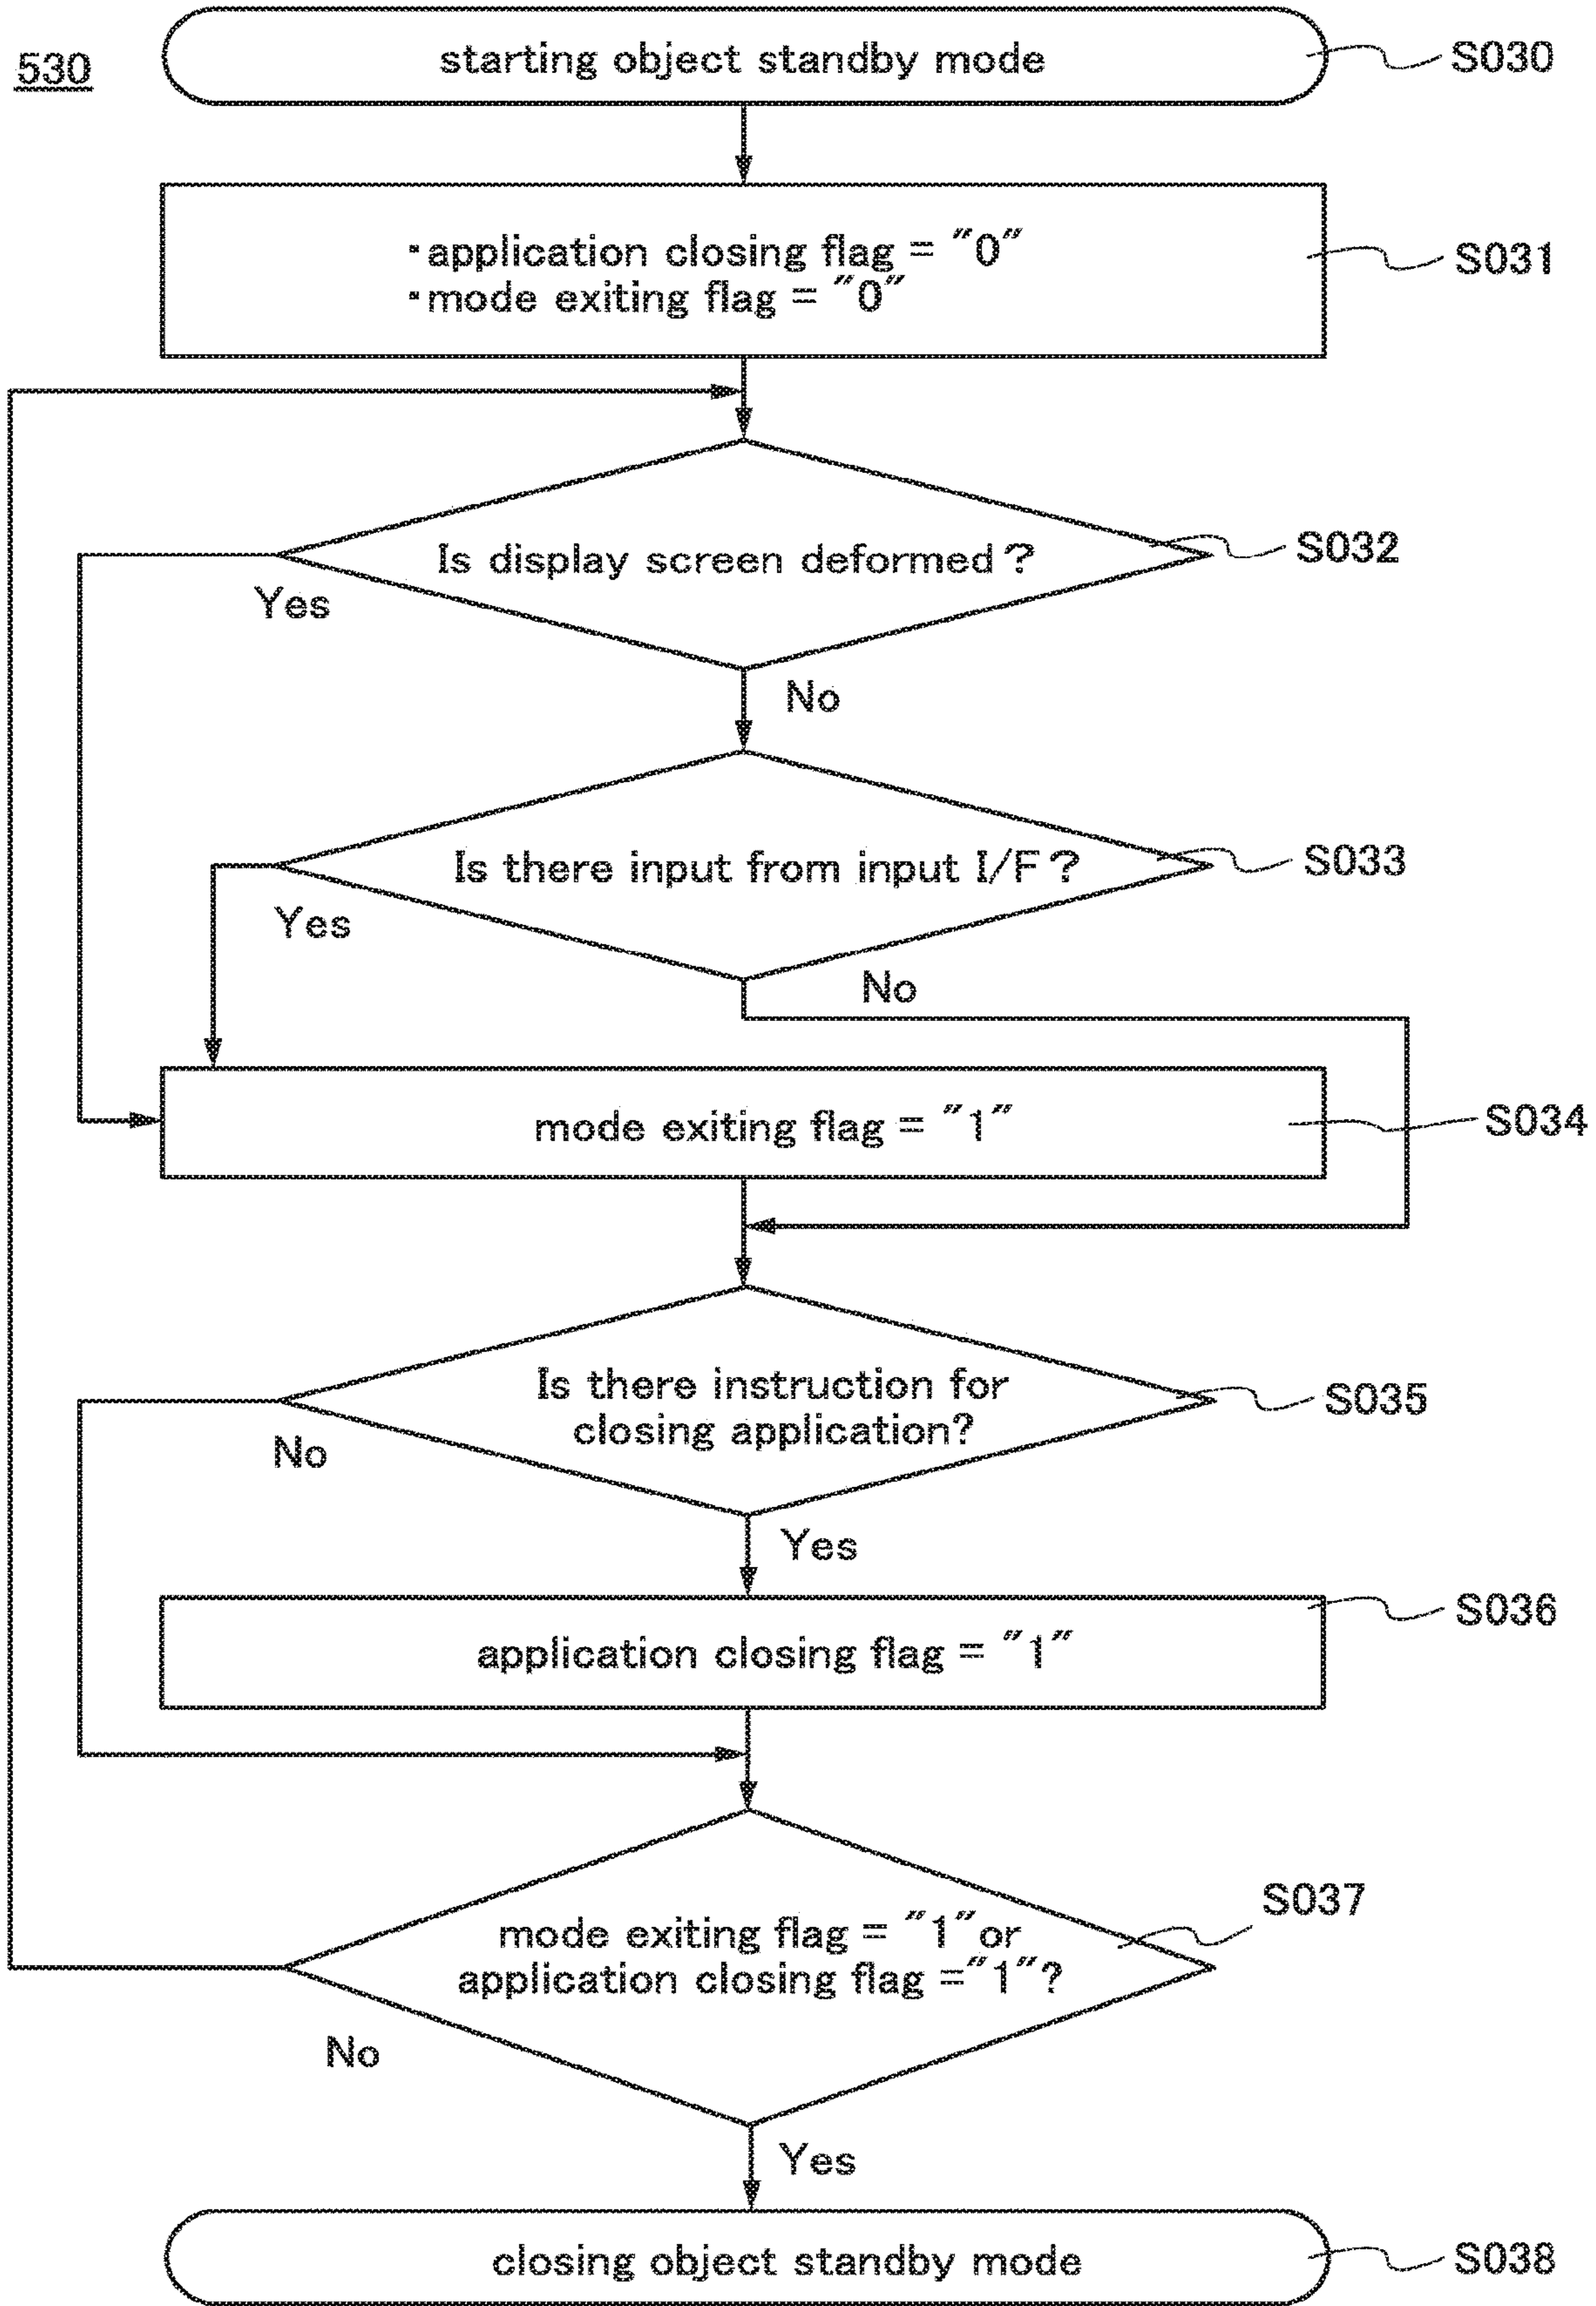 530
starting object standby mode
S030
・application closing flag = "0"
・mode exiting flag = "0"
S031
Is display screen deformed?
S032
Yes
No
Is there input from input I/F?
S033
Yes
No
mode exiting flag = "1"
S034
Is there instruction for
closing application?
S035
No
Yes
S036
application closing flag = "1"
S037
mode exiting flag = "1" or
application closing flag ="1"?
No
Yes
closing object standby mode
S038